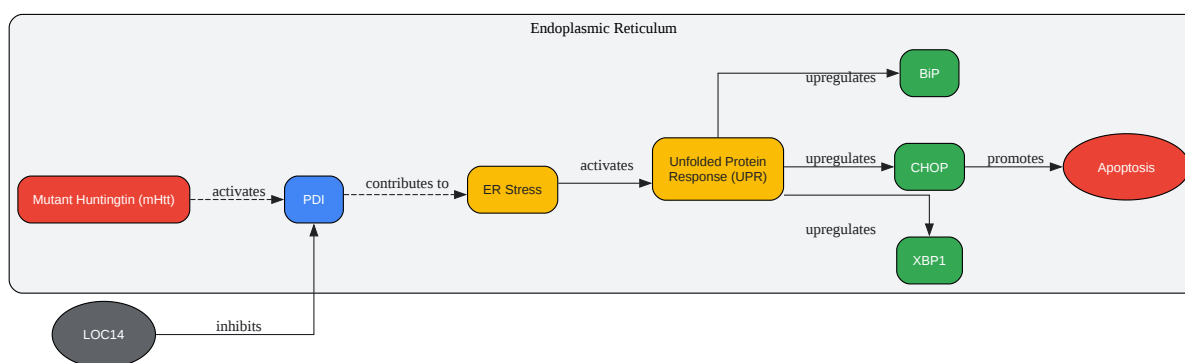 Endoplasmic Reticulum
BiP
upregulates
Unfolded Protein
Response (UPR)
activates
upregulates
CHOP
promotes
Apoptosis
Mutant Huntingtin (mHtt)
activates
PDI
contributes to
ER Stress
upregulates
XBP1
LOC14
inhibits